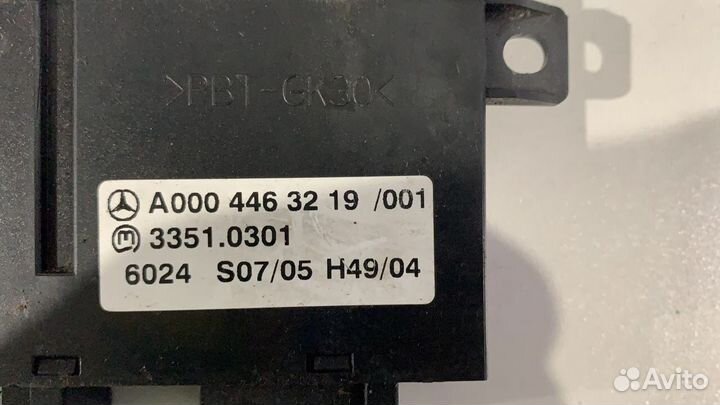 >PBT-GK30<
A000 446 32 19 /001
3351.0301
6024 S07/05 H49/04
Avito